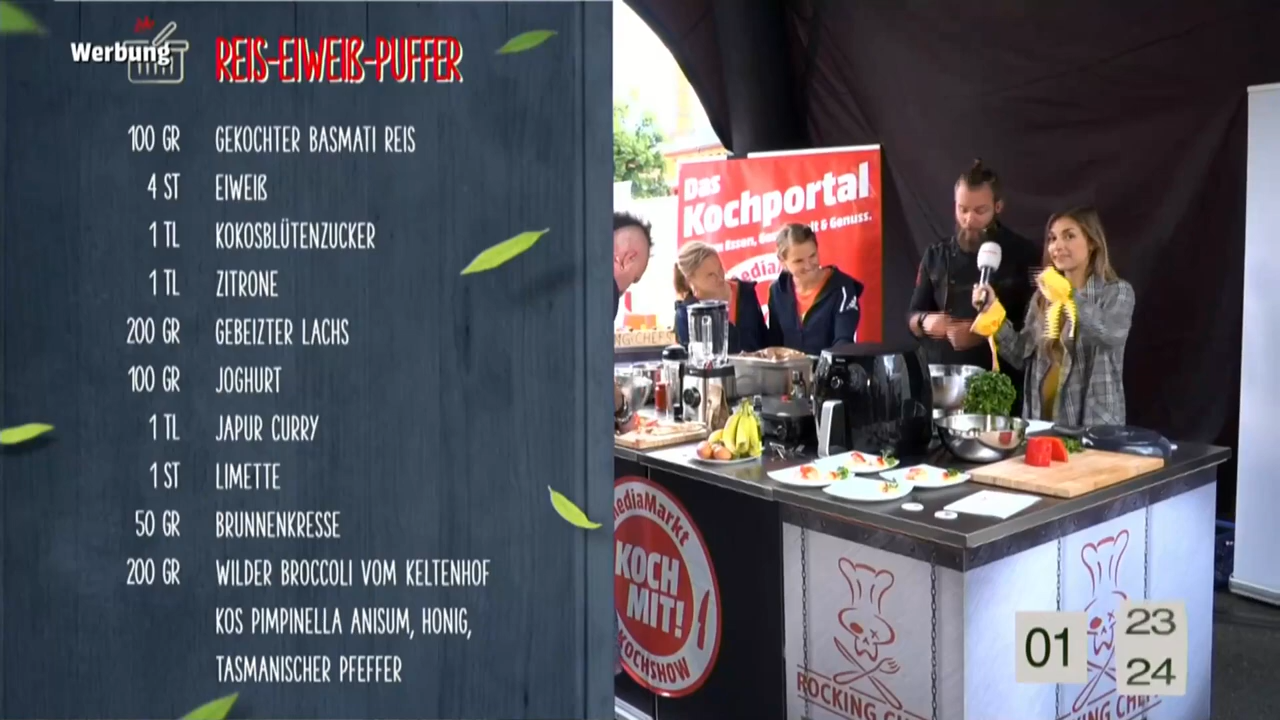 Werbung
REIS-EIWEIß-PUFFER
100 GR GEKOCHTER BASMATI REIS
4 ST EIWEIß
1 TL KOKOSBLÜTENZUCKER
1 TL ZITRONE
200 GR GEBEIZTER LACHS
100 GR JOGHURT
1 TL JAPUR CURRY
1 ST LIMETTE
50 GR BRUNNENKRESSE
200 GR WILDER BROCCOLI VOM KELTENHOF
KOS PIMPINELLA ANISUM, HONIG,
TASMANISCHER PFEFFER
Das
Kochportal
& Genuss.
ediaMarkt
KOCH
MIT!
KOCHSHOW
ROCKING
01
23
24